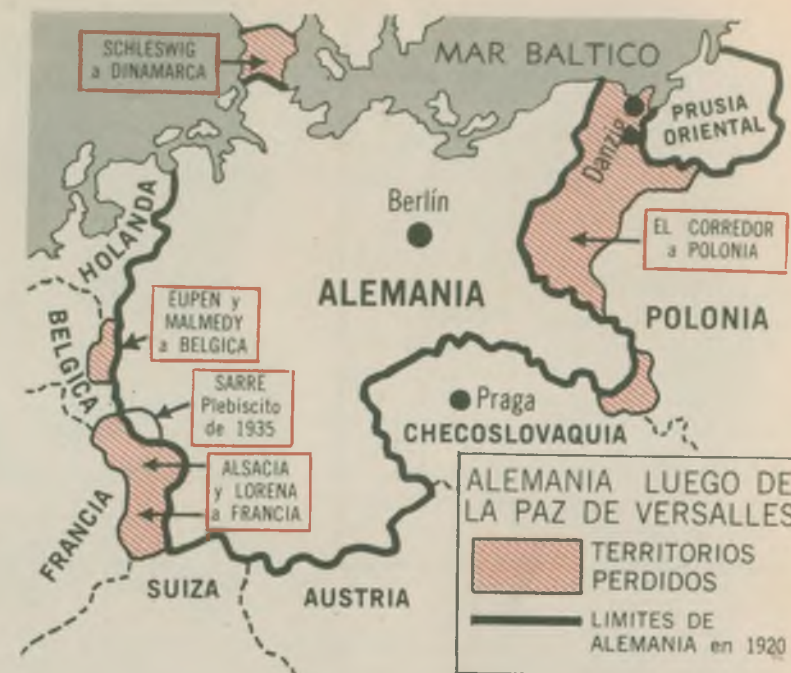 SCHLESWIG
a DINAMARCA
MAR BALTICO
PRUSIA
ORIENTAL
Danzig
HOLANDA
Berlín
EL CORREDOR
a POLONIA
EUPEN y
MALMEDY
a BELGICA
ALEMANIA
POLONIA
BELGICA
SARRE
Plebiscito
de 1935
Praga
CHECOSLOVAQUIA
ALSACIA
y LORENA
a FRANCIA
FRANCIA
SUIZA
AUSTRIA
ALEMANIA LUEGO DE
LA PAZ DE VERSALLES
TERRITORIOS
PERDIDOS
LIMITES DE
ALEMANIA en 1920